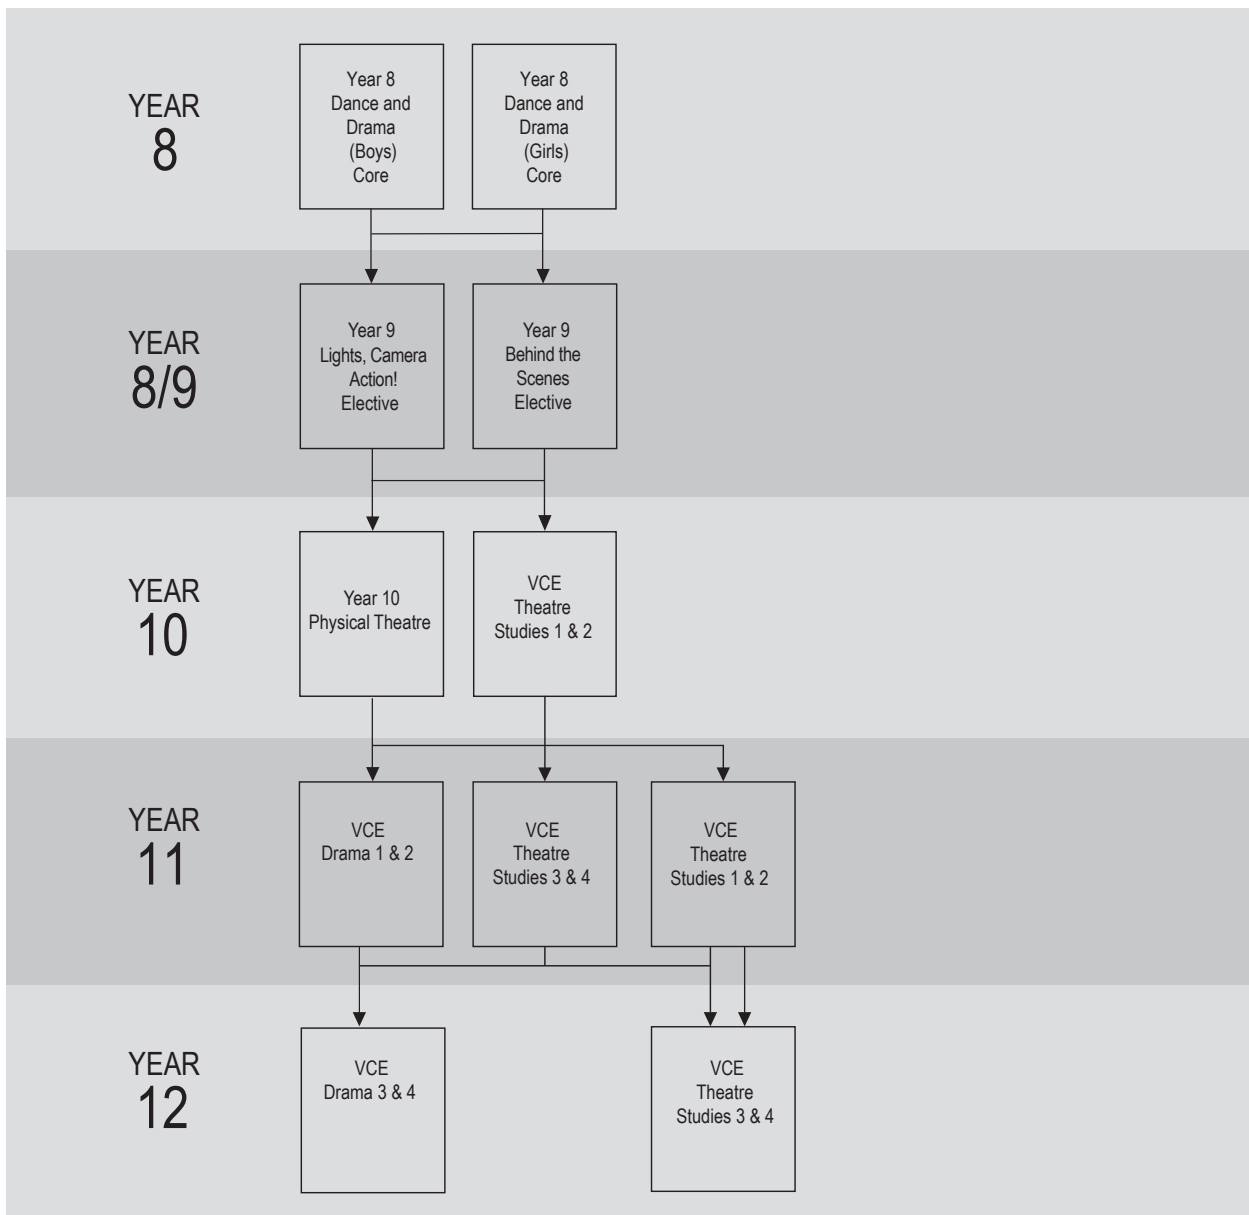 YEAR
8
Year 8
Dance and
Drama
(Boys)
Core
Year 8
Dance and
Drama
(Girls)
Core
YEAR
8/9
Year 9
Lights, Camera
Action!
Elective
Year 9
Behind the
Scenes
Elective
YEAR
10
Year 10
Physical Theatre
VCE
Theatre
Studies 1 & 2
YEAR
11
VCE
Drama 1 & 2
VCE
Theatre
Studies 3 & 4
VCE
Theatre
Studies 1 & 2
YEAR
12
VCE
Drama 3 & 4
VCE
Theatre
Studies 3 & 4